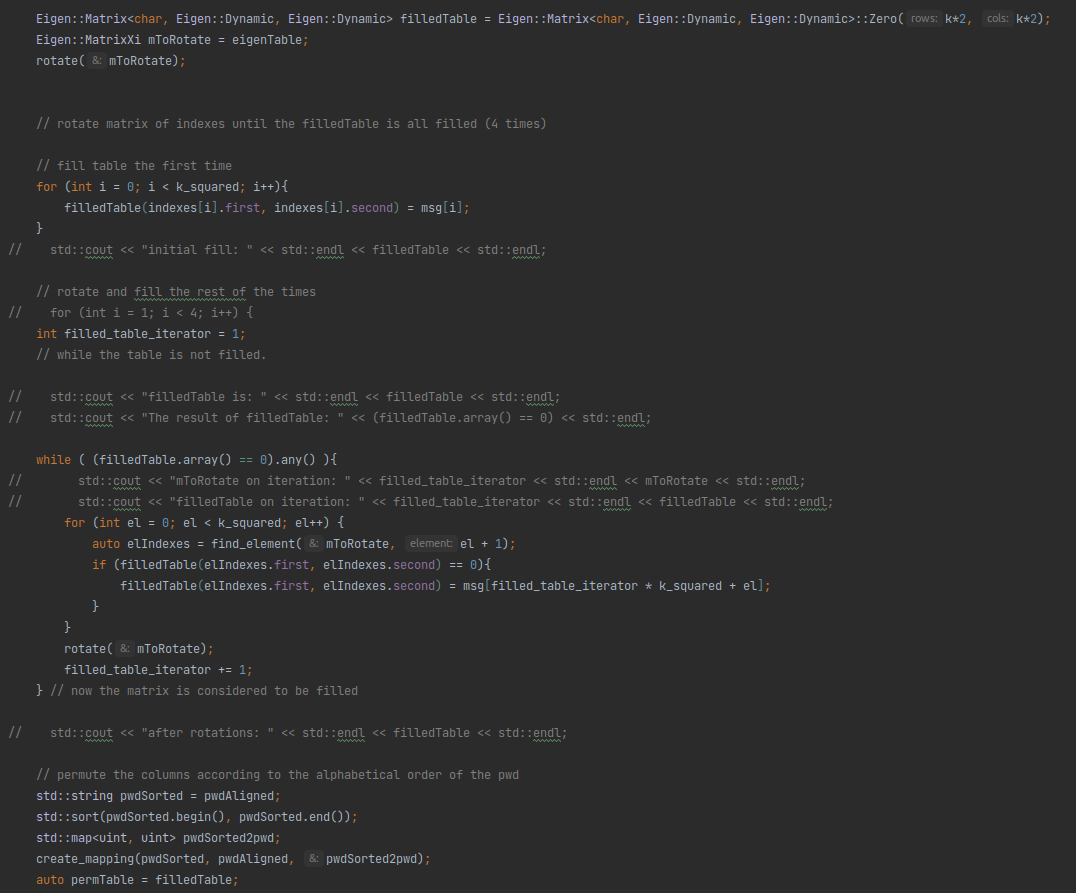 Eigen::Matrix<char, Eigen::Dynamic, Eigen::Dynamic> filledTable = Eigen::Matrix<char, Eigen::Dynamic, Eigen::Dynamic>::Zero( rows: k*2, cols: k*2);
Eigen::MatrixXi mToRotate = eigenTable;
rotate( &: mToRotate);
// rotate matrix of indexes until the filledTable is all filled (4 times)
// fill table the first time
for (int i = 0; i < k_squared; i++){
filledTable(indexes[i].first, indexes[i].second) = msg[i];
}
// std::cout << "initial fill: " << std::endl << filledTable << std::endl;
// rotate and fill the rest of the times
// for (int i = 1; i < 4; i++) {
int filled_table_iterator = 1;
// while the table is not filled.
// std::cout << "filledTable is: " << std::endl << filledTable << std::endl;
// std::cout << "The result of filledTable: " << (filledTable.array() == 0) << std::endl;
while ( (filledTable.array() == 0).any() ){
// std::cout << "mToRotate on iteration: " << filled_table_iterator << std::endl << mToRotate << std::endl;
// std::cout << "filledTable on iteration: " << filled_table_iterator << std::endl << filledTable << std::endl;
for (int el = 0; el < k_squared; el++) {
auto elIndexes = find_element( &: mToRotate, element: el + 1);
if (filledTable(elIndexes.first, elIndexes.second) == 0){
filledTable(elIndexes.first, elIndexes.second) = msg[filled_table_iterator * k_squared + el];
}
}
rotate( &: mToRotate);
filled_table_iterator += 1;
} // now the matrix is considered to be filled
// std::cout << "after rotations: " << std::endl << filledTable << std::endl;
// permute the columns according to the alphabetical order of the pwd
std::string pwdSorted = pwdAligned;
std::sort(pwdSorted.begin(), pwdSorted.end());
std::map<uint, uint> pwdSorted2pwd;
create_mapping(pwdSorted, pwdAligned, &: pwdSorted2pwd);
auto permTable = filledTable;